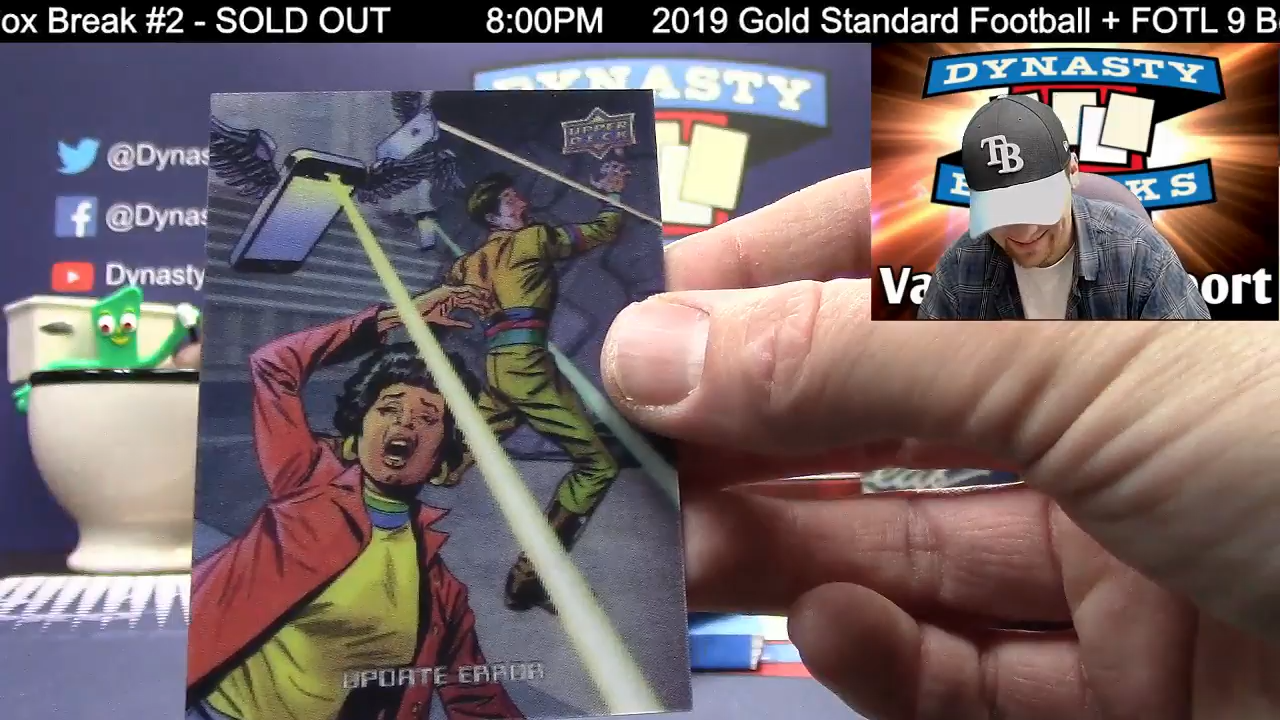 ox Break #2 - SOLD OUT 8:00PM 2019 Gold Standard Football + FOTL 9 B
DYNASTY
DYNASTY
UPPER
DECK
TB
KS
@Dynas
@Dynas
Dynasty
Va
ort
UPDATE ERROR